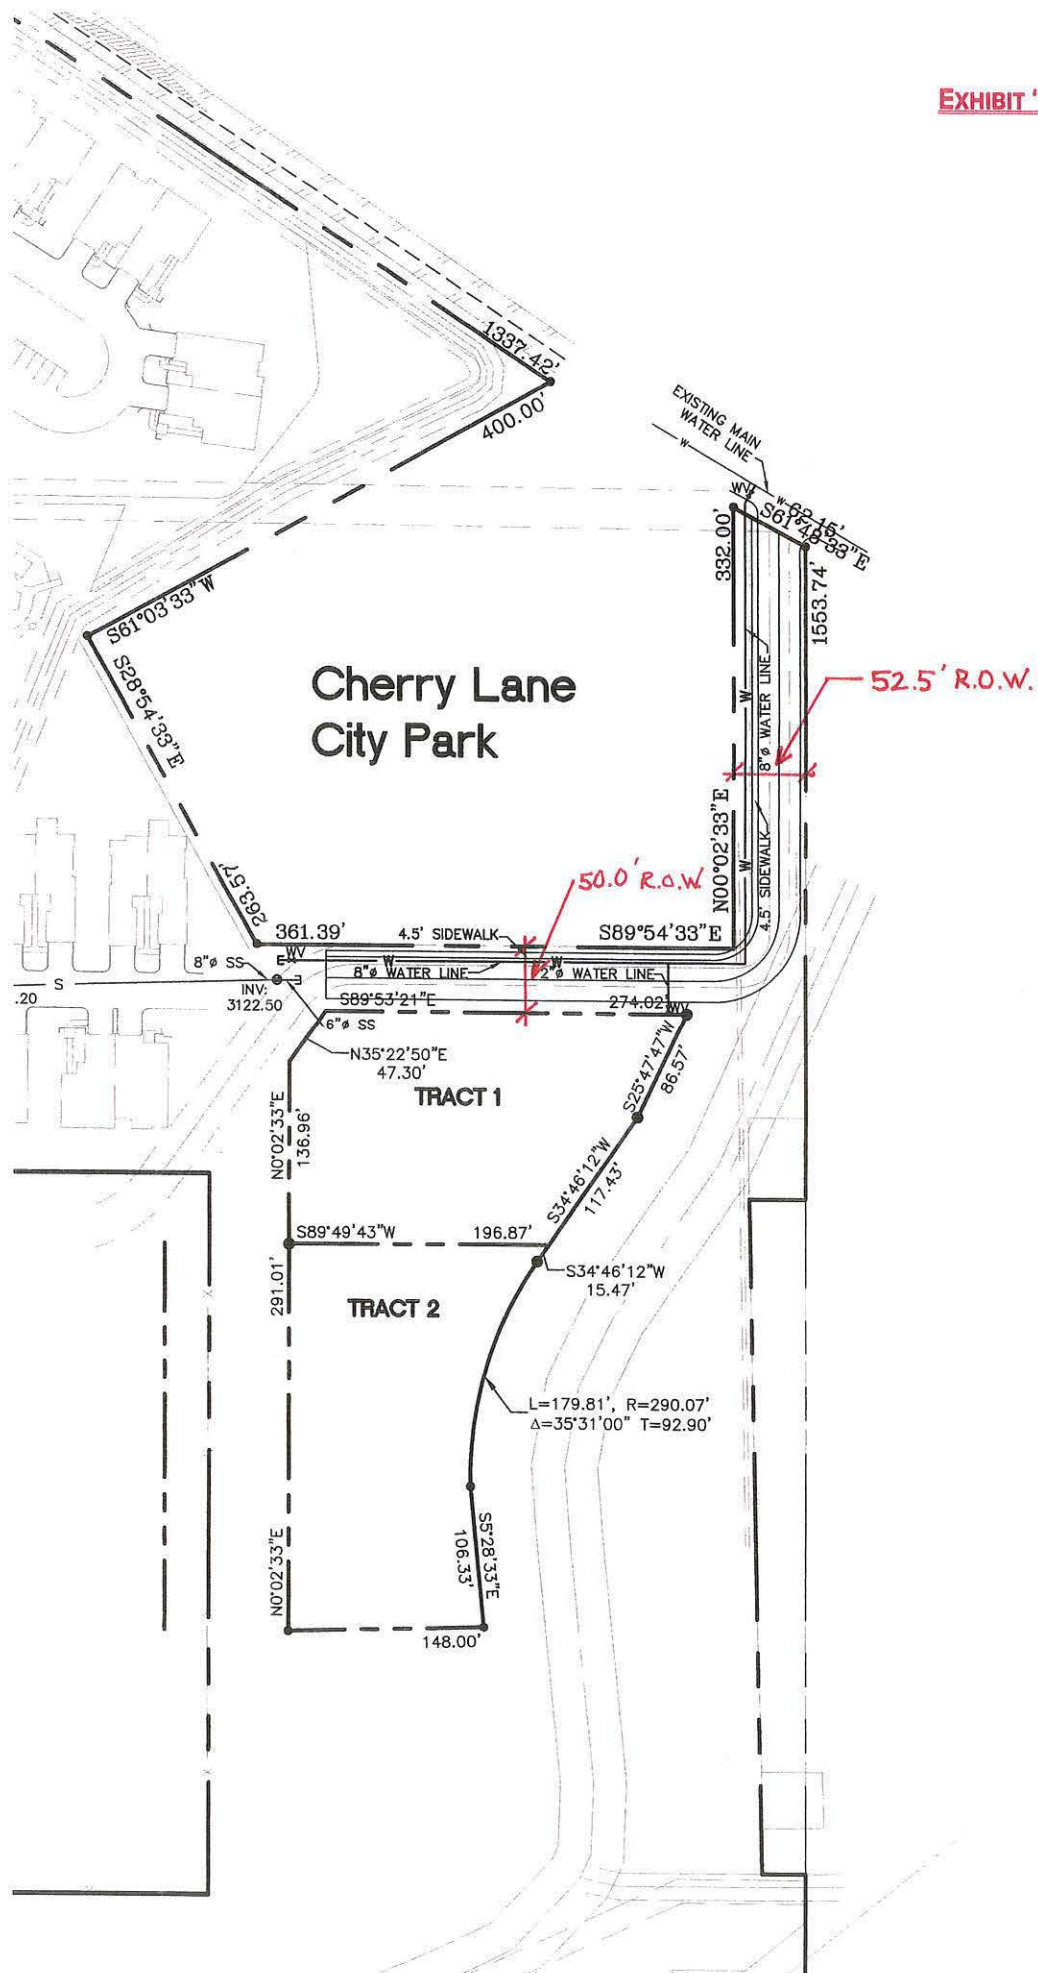 EXHIBIT '
1337.42'
400.00'
EXISTING MAIN
WATER LINE
W
W
WV
62.15'
S61°48'33"E
332.00'
1553.74'
S61°03'33"W
S28°54'33"E
Cherry Lane
City Park
8"ø WATER LINE
W
52.5' R.O.W.
N00°02'33"E
W
4.5' SIDEWALK
263.57'
50.0' R.O.W.
361.39'
4.5' SIDEWALK
S89°54'33"E
WV
W
W
8"ø SS
8"ø WATER LINE
2"ø WATER LINE
S
.20
INV:
3122.50
S89°53'21"E
274.02'
WV
6"ø SS
N35°22'50"E
47.30'
TRACT 1
S25°47'47"W
86.57'
N0°02'33"E
136.96'
S34°46'12"W
117.43'
S89°49'43"W
196.87'
S34°46'12"W
15.47'
291.01'
TRACT 2
L=179.81', R=290.07'
Δ=35°31'00" T=92.90'
S5°28'33"E
106.33'
N0°02'33"E
148.00'